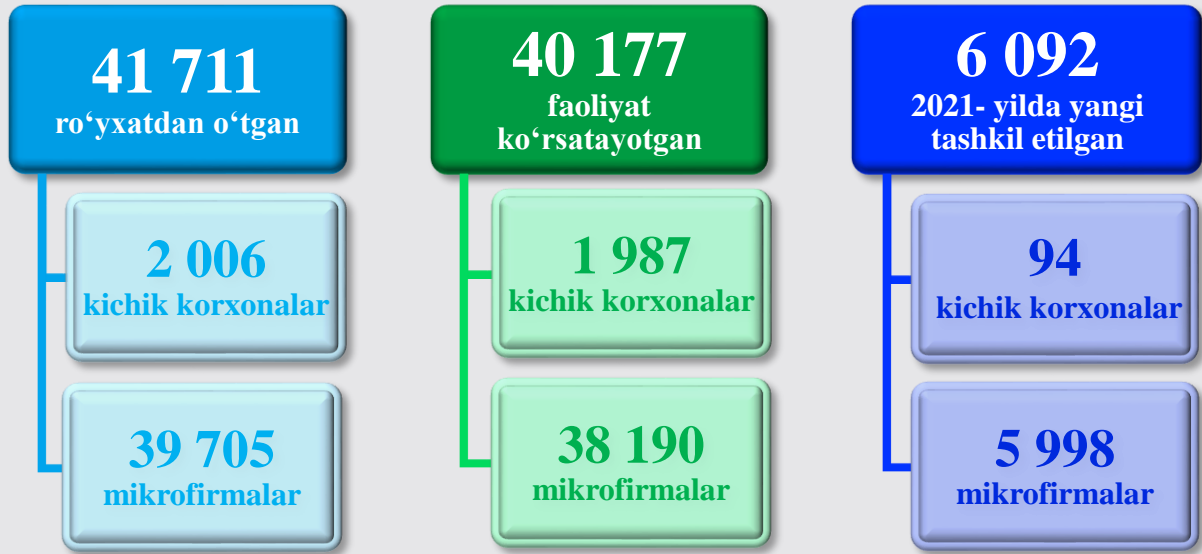 41 711
ro‘yxatdan o‘tgan
2 006
kichik korxonalar
39 705
mikrofirmalar
40 177
faoliyat
ko‘rsatayotgan
1 987
kichik korxonalar
38 190
mikrofirmalar
6 092
2021- yilda yangi
tashkil etilgan
94
kichik korxonalar
5 998
mikrofirmalar